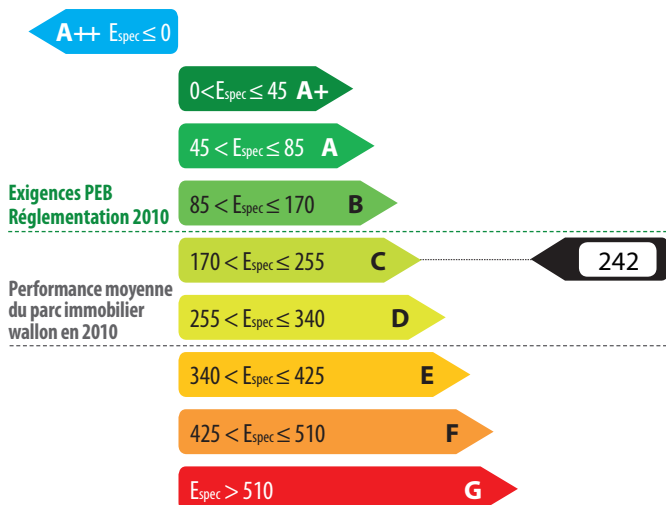 A++ Espec ≤ 0
0 < Espec ≤ 45 A+
45 < Espec ≤ 85 A
Exigences PEB
Réglementation 2010
85 < Espec ≤ 170 B
170 < Espec ≤ 255 C
242
Performance moyenne
du parc immobilier
wallon en 2010
255 < Espec ≤ 340 D
340 < Espec ≤ 425 E
425 < Espec ≤ 510 F
Espec > 510 G